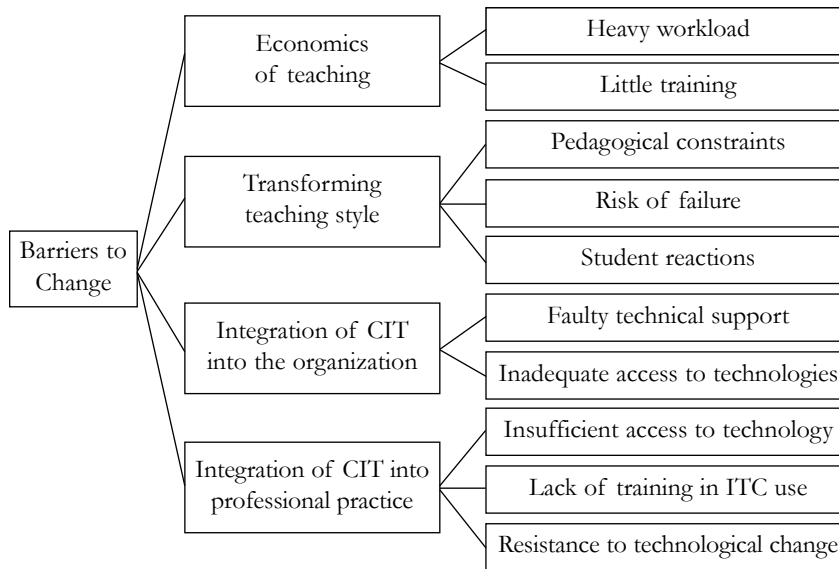 Barriers to
Change
Economics
of teaching
Heavy workload
Little training
Transforming
teaching style
Pedagogical constraints
Risk of failure
Student reactions
Integration of CIT
into the organization
Faulty technical support
Inadequate access to technologies
Integration of CIT into
professional practice
Insufficient access to technology
Lack of training in ITC use
Resistance to technological change